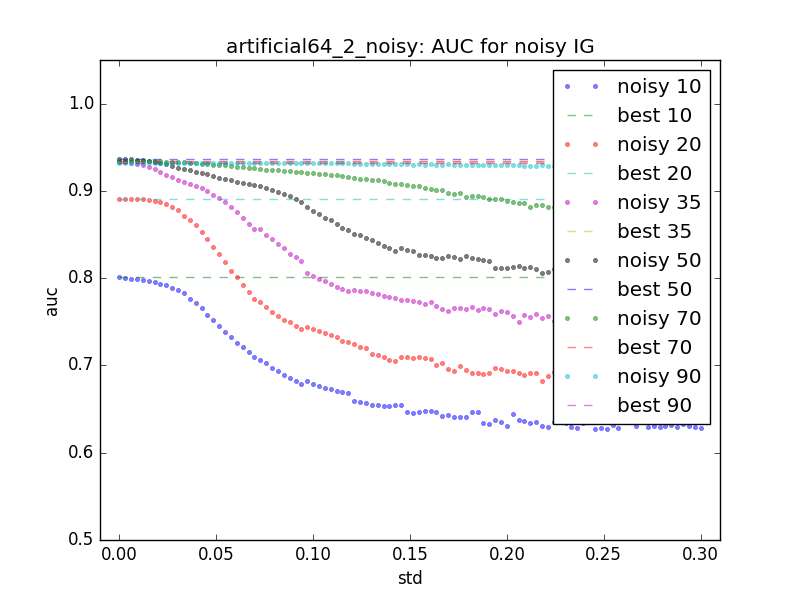 artificial64_2_noisy: AUC for noisy IG
noisy 10
best 10
noisy 20
best 20
noisy 35
best 35
noisy 50
best 50
noisy 70
best 70
noisy 90
best 90
auc
1.0
0.9
0.8
0.7
0.6
0.5
0.00 0.05 0.10 0.15 0.20 0.25 0.30
std